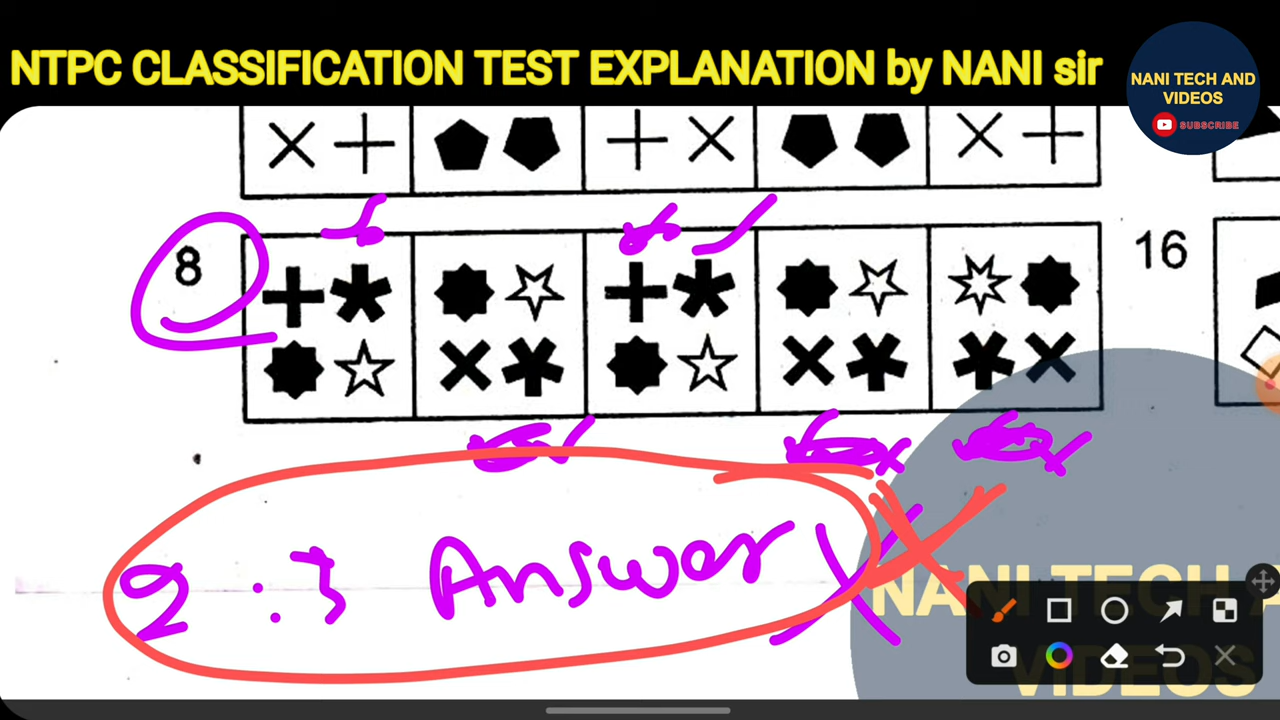 NTPC CLASSIFICATION TEST EXPLANATION by NANI sir
NANI TECH AND
VIDEOS
SUBSCRIBE
8
16
2 : 3 Answer
NANI TECH A
VIDEOS